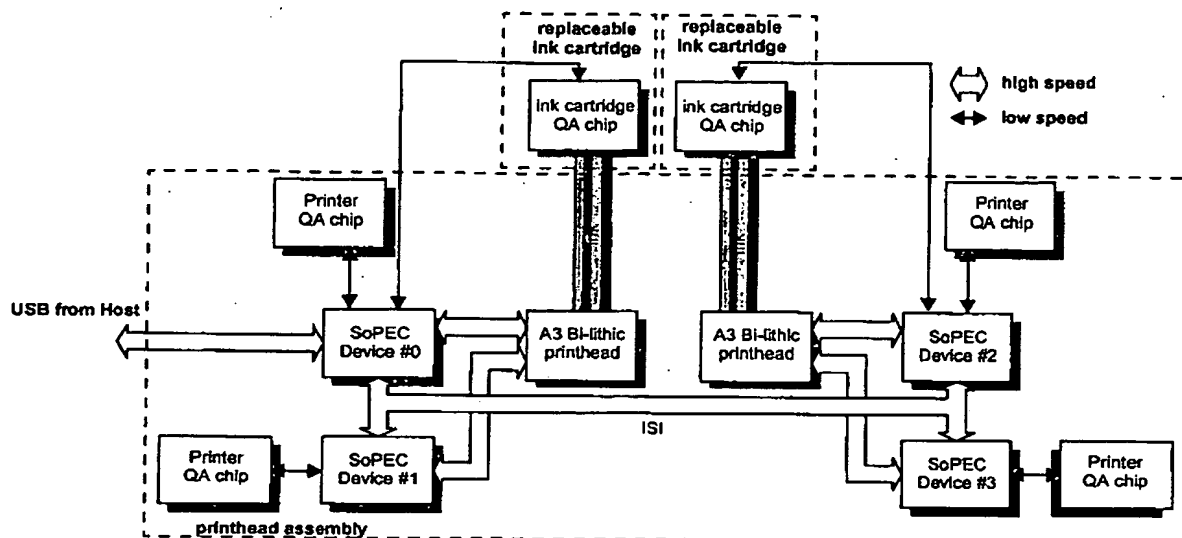 replaceable
ink cartridge
replaceable
ink cartridge
ink cartridge
QA chip
ink cartridge
QA chip
high speed
low speed
Printer
QA chip
Printer
QA chip
USB from Host
SoPEC
Device #0
A3 Bi-lithic
printhead
A3 Bi-lithic
printhead
SoPEC
Device #2
ISI
Printer
QA chip
SoPEC
Device #1
SoPEC
Device #3
Printer
QA chip
printhead assembly